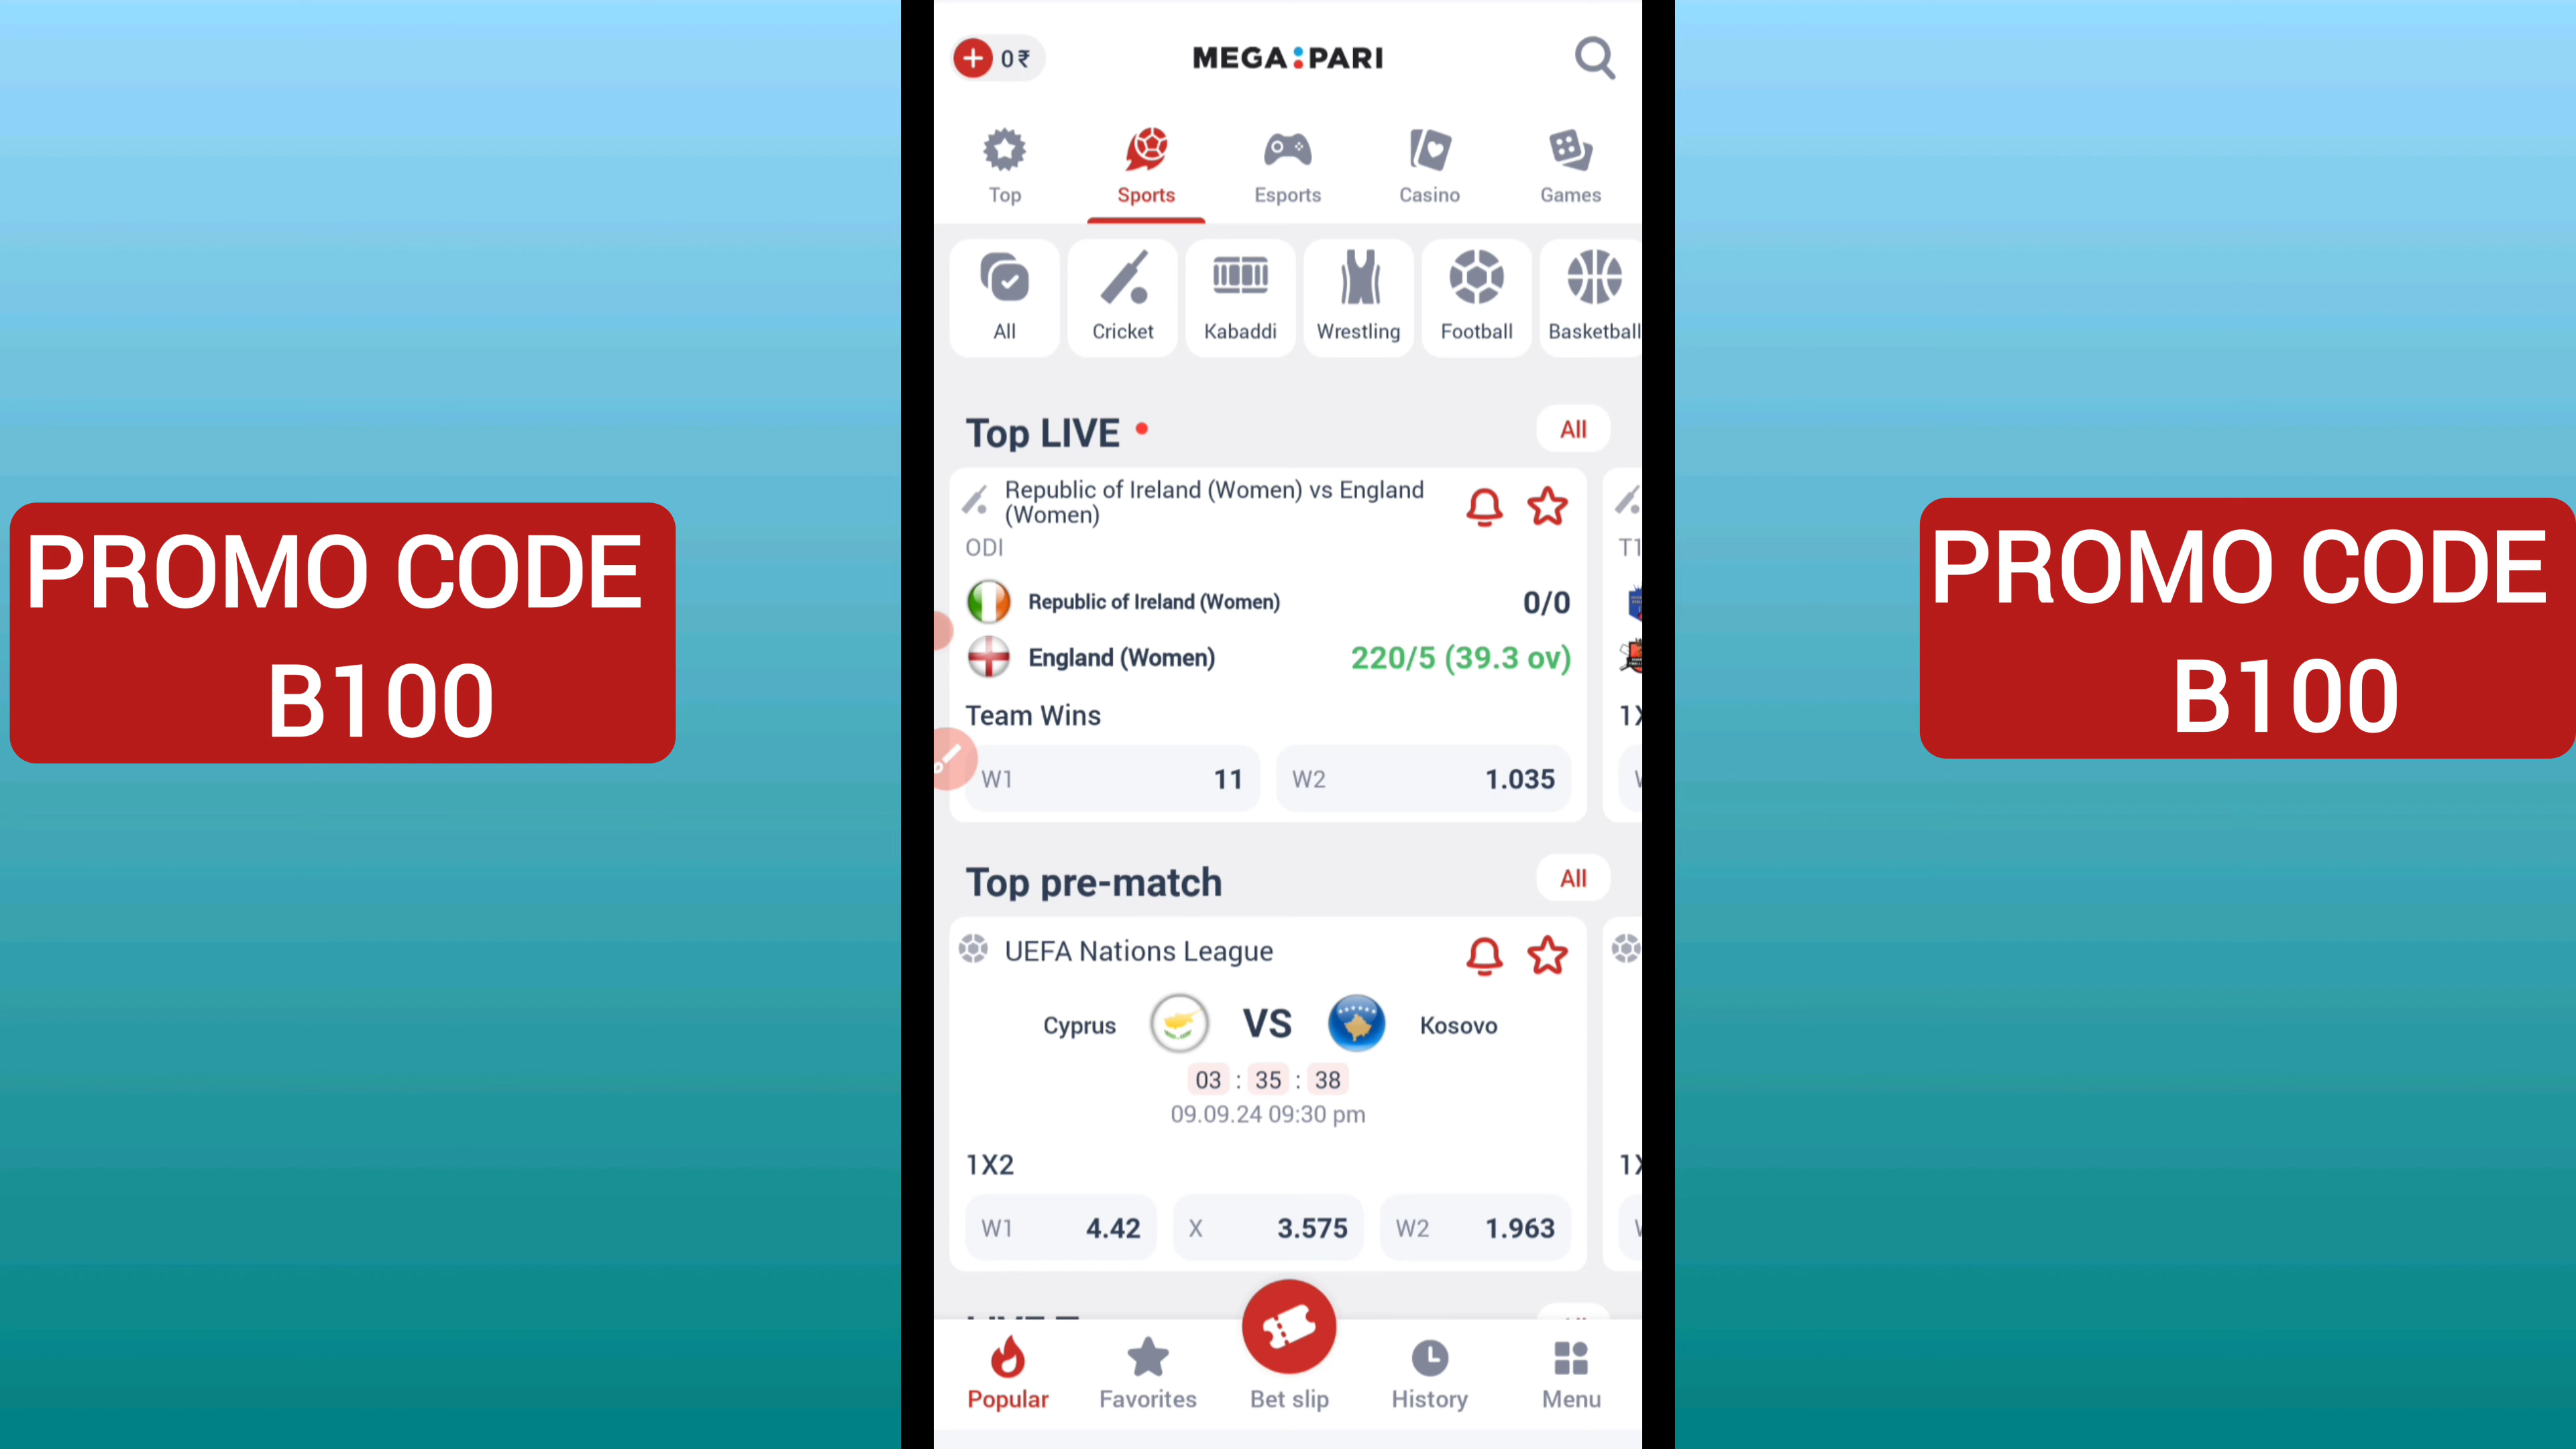 0 ₹
MEGA:PARI
Top
Sports
Esports
Casino
Games
All
Cricket
Kabaddi
Wrestling
Football
Basketball
Top LIVE
All
Republic of Ireland (Women) vs England
(Women)
ODI
Republic of Ireland (Women) 0/0
England (Women) 220/5 (39.3 ov)
Team Wins
W1 11 W2 1.035
PROMO CODE
B100
PROMO CODE
B100
Top pre-match
All
UEFA Nations League
Cyprus VS Kosovo
03 : 35 : 38
09.09.24 09:30 pm
1X2
W1 4.42 X 3.575 W2 1.963
Popular
Favorites
Bet slip
History
Menu